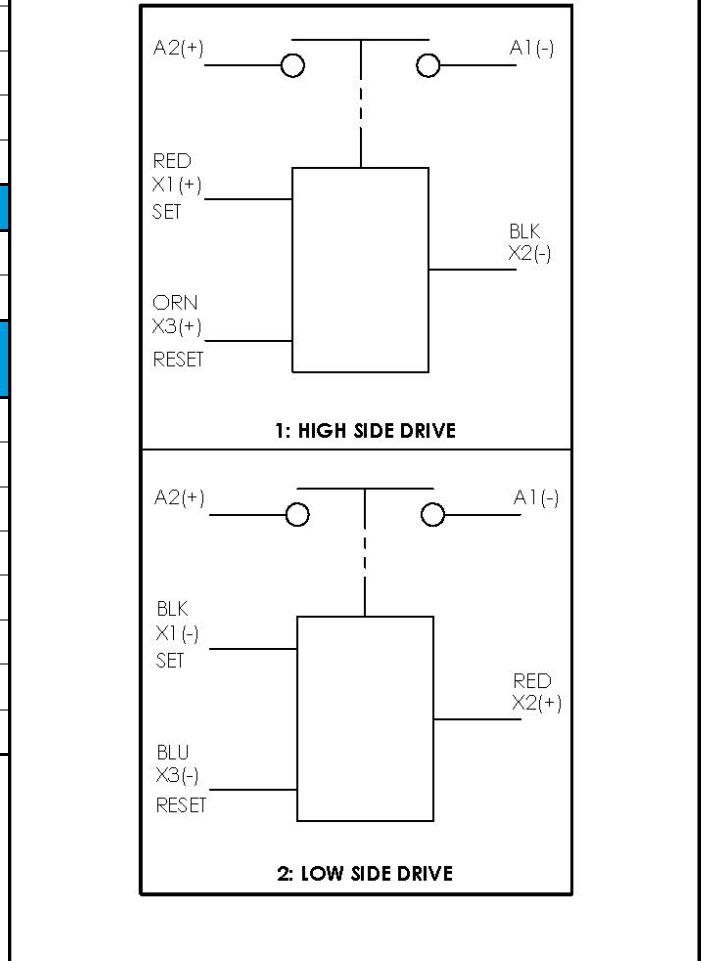 A2(+)
A1(-)
RED
X1(+)
SET
BLK
X2(-)
ORN
X3(+)
RESET
1: HIGH SIDE DRIVE
A2(+)
A1(-)
BLK
X1(-)
SET
RED
X2(+)
BLU
X3(-)
RESET
2: LOW SIDE DRIVE